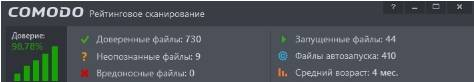 COMODO Рейтинговое сканирование
Доверие:
98,78%
Доверенные файлы: 730
Неопознанные файлы: 9
Вредоносные файлы: 0
Запущенные файлы: 44
Файлы автозапуска: 410
Средний возраст: 4 мес.